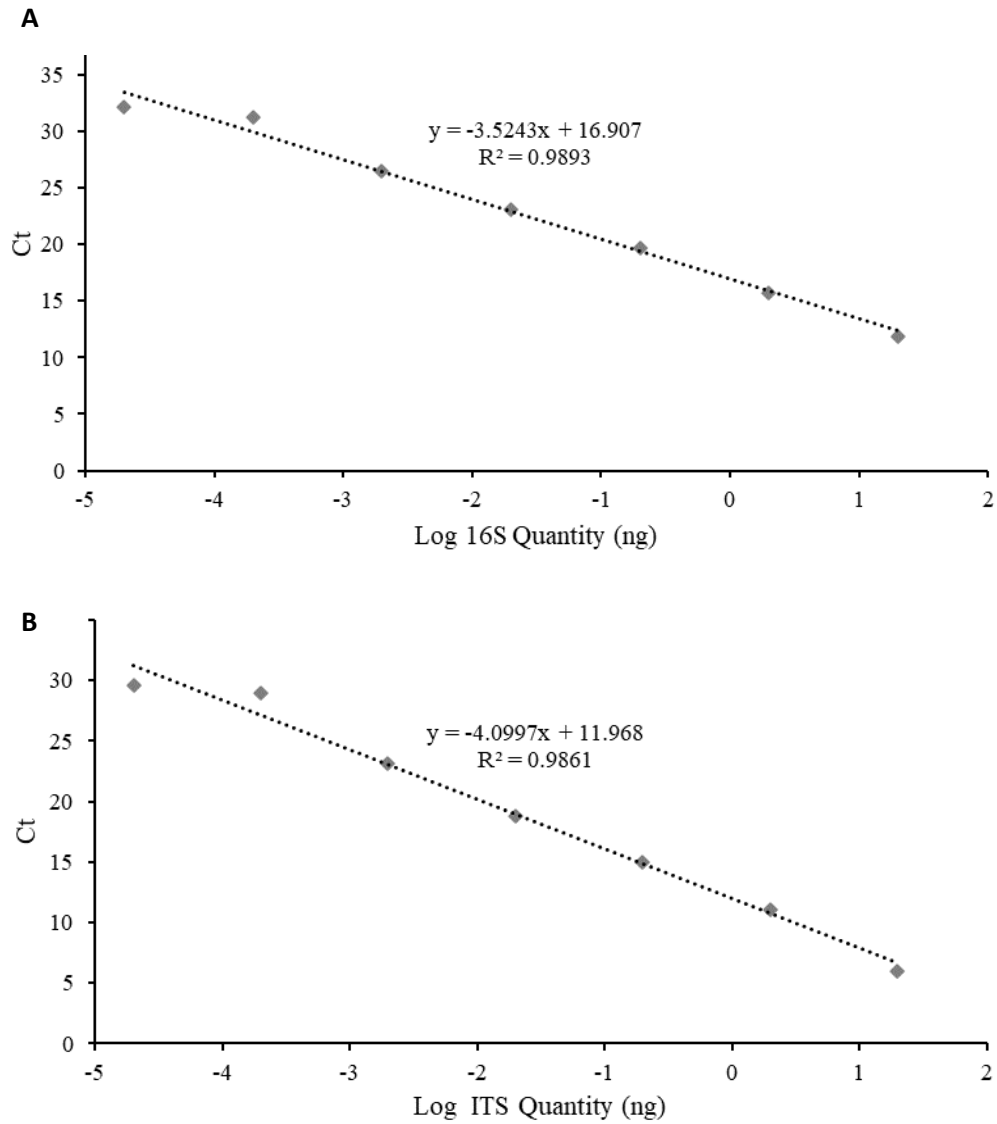 A
35
30
25
20
15
10
5
0
Ct
y = -3.5243x + 16.907
R² = 0.9893
-5 -4 -3 -2 -1 0 1 2
Log 16S Quantity (ng)
B
30
25
20
15
10
5
0
Ct
y = -4.0997x + 11.968
R² = 0.9861
-5 -4 -3 -2 -1 0 1 2
Log ITS Quantity (ng)